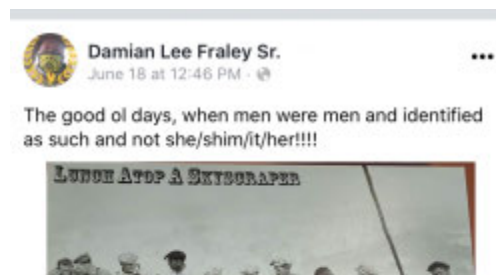 Damian Lee Fraley Sr.
June 18 at 12:46 PM ·
The good ol days, when men were men and identified
as such and not she/shim/it/her!!!!
LUNCH ATOP A SKYSCRAPER